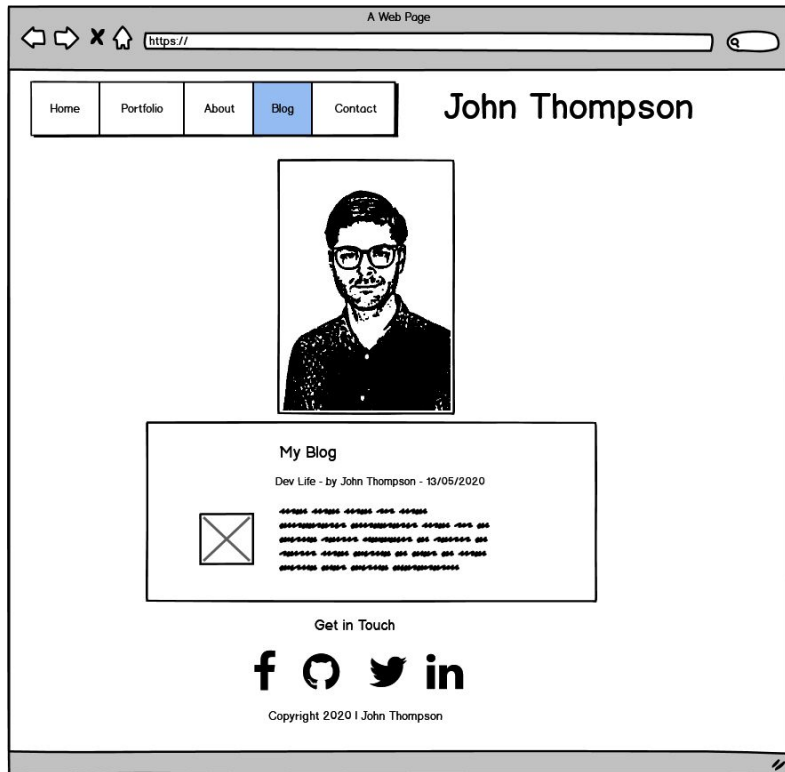 A Web Page
https://
Home Portfolio About Blog Contact
John Thompson
My Blog
Dev Life - by John Thompson - 13/05/2020
Get in Touch
f in
Copyright 2020 | John Thompson